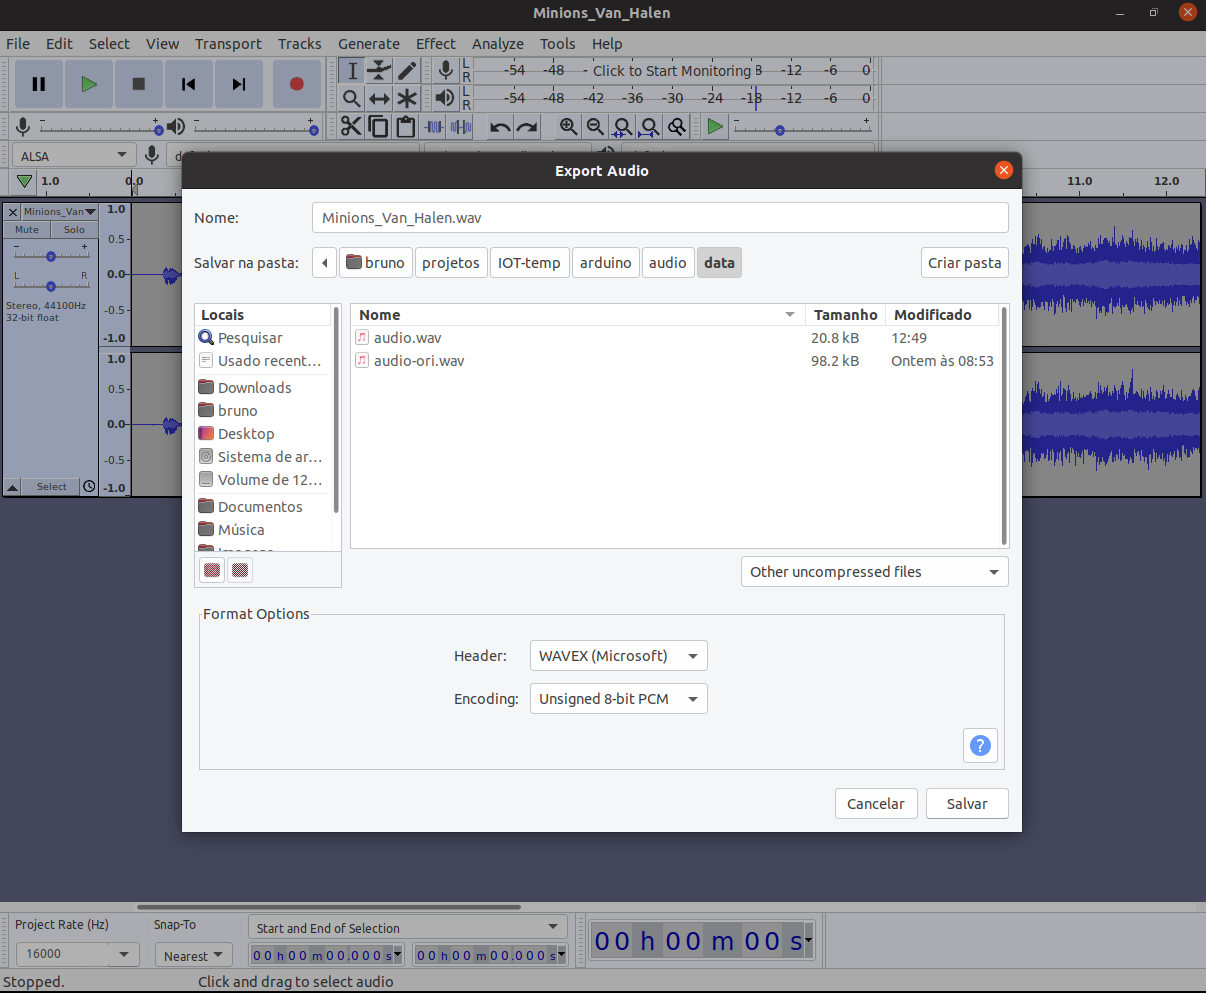 Minions_Van_Halen
File Edit Select View Transport Tracks Generate Effect Analyze Tools Help
L
R
-54 -48 - Click to Start Monitoring -12 -6 0
L
R
-54 -48 -42 -36 -30 -24 -18 -12 -6 0
- + - +
- +
ALSA
1.0 0.0 11.0 12.0
Export Audio
Nome: Minions_Van_Halen.wav
Salvar na pasta: bruno projetos IOT-temp arduino audio data Criar pasta
Locais
Pesquisar
Usado recent...
Downloads
bruno
Desktop
Sistema de ar...
Volume de 12...
Documentos
Música
Nome Tamanho Modificado
audio.wav 20.8 kB 12:49
audio-ori.wav 98.2 kB Ontem às 08:53
Other uncompressed files
Format Options
Header: WAVEX (Microsoft)
Encoding: Unsigned 8-bit PCM
?
Cancelar Salvar
Minions_Van
Mute Solo
- +
L R
Stereo, 44100Hz
32-bit float
Select
1.0
0.5
0.0
-0.5
-1.0
1.0
0.5
0.0
-0.5
-1.0
Project Rate (Hz) Snap-To Start and End of Selection
16000 Nearest 00 h 00 m 00.000 s 00 h 00 m 00.000 s
00 h 00 m 00 s
Stopped. Click and drag to select audio